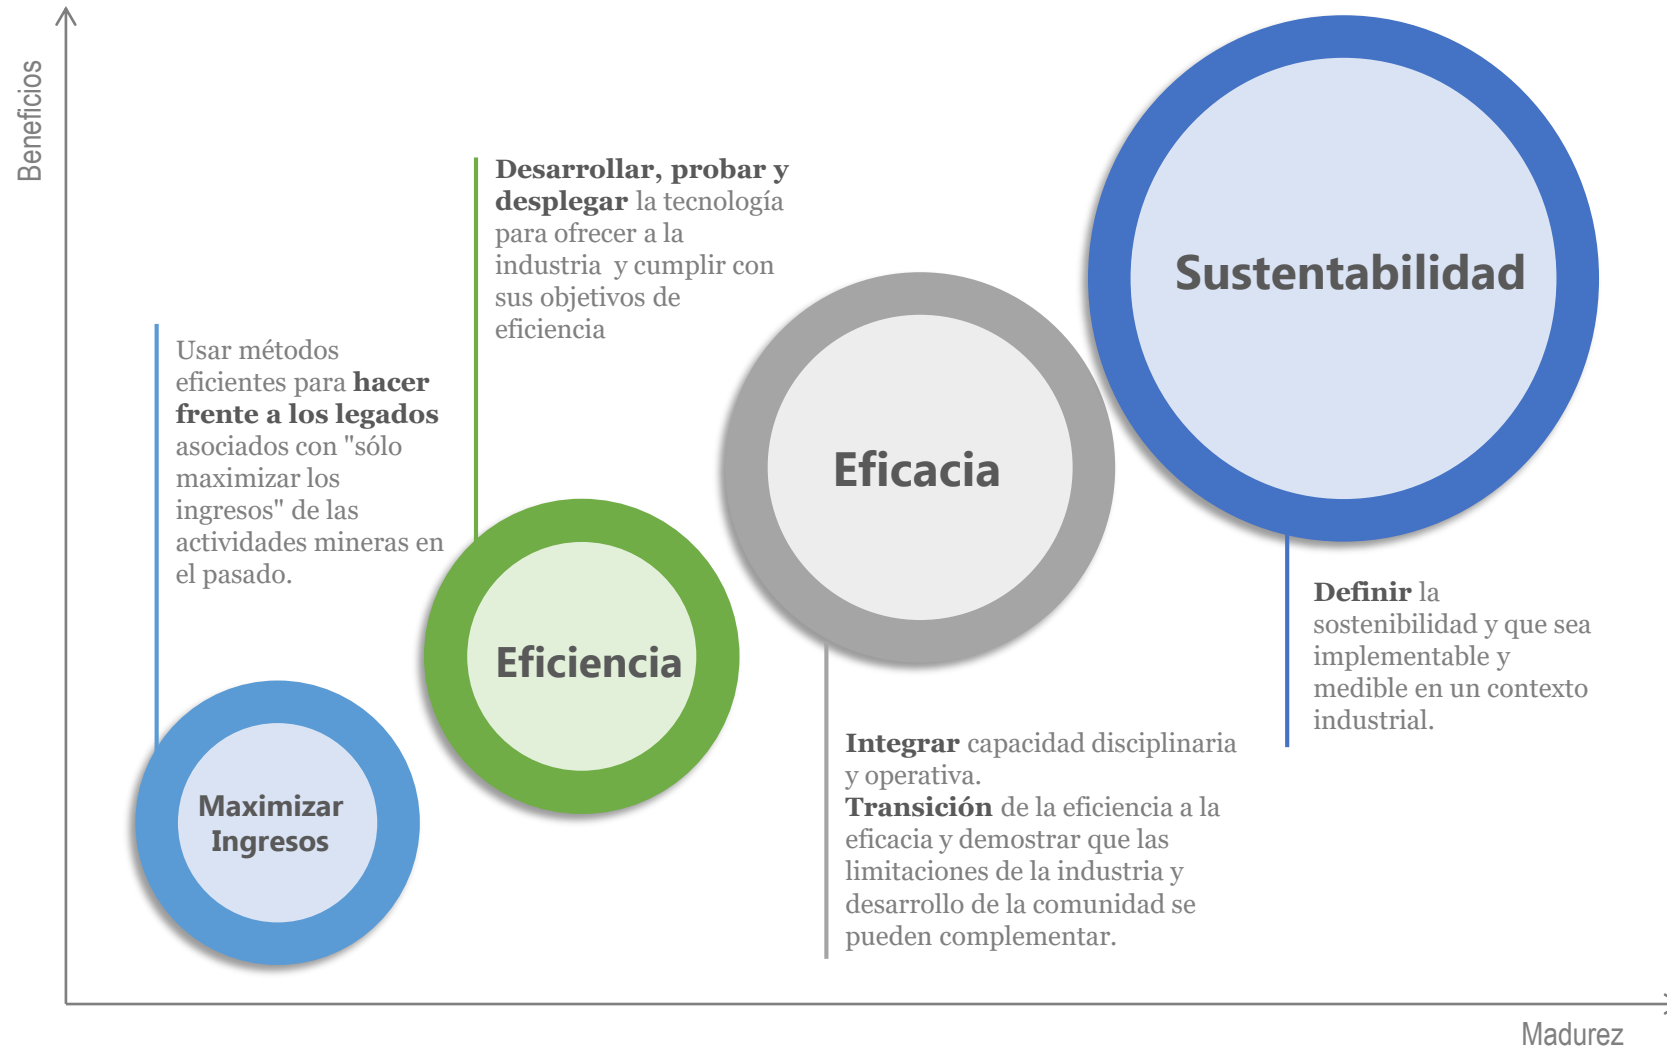 Beneficios
Usar métodos
eficientes para hacer
frente a los legados
asociados con "sólo
maximizar los
ingresos" de las
actividades mineras en
el pasado.
Maximizar
Ingresos
Desarrollar, probar y
desplegar la tecnología
para ofrecer a la
industria  y cumplir con
sus objetivos de
eficiencia
Eficiencia
Eficacia
Integrar capacidad disciplinaria
y operativa.
Transición de la eficiencia a la
eficacia y demostrar que las
limitaciones de la industria y
desarrollo de la comunidad se
pueden complementar.
Sustentabilidad
Definir la
sostenibilidad y que sea
implementable y
medible en un contexto
industrial.
Madurez